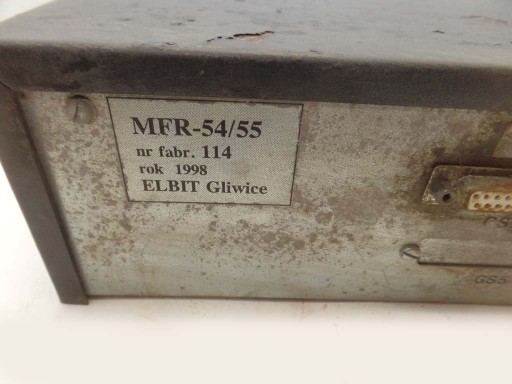 MFR-54/55
nr fabr. 114
rok 1998
ELBIT Gliwice